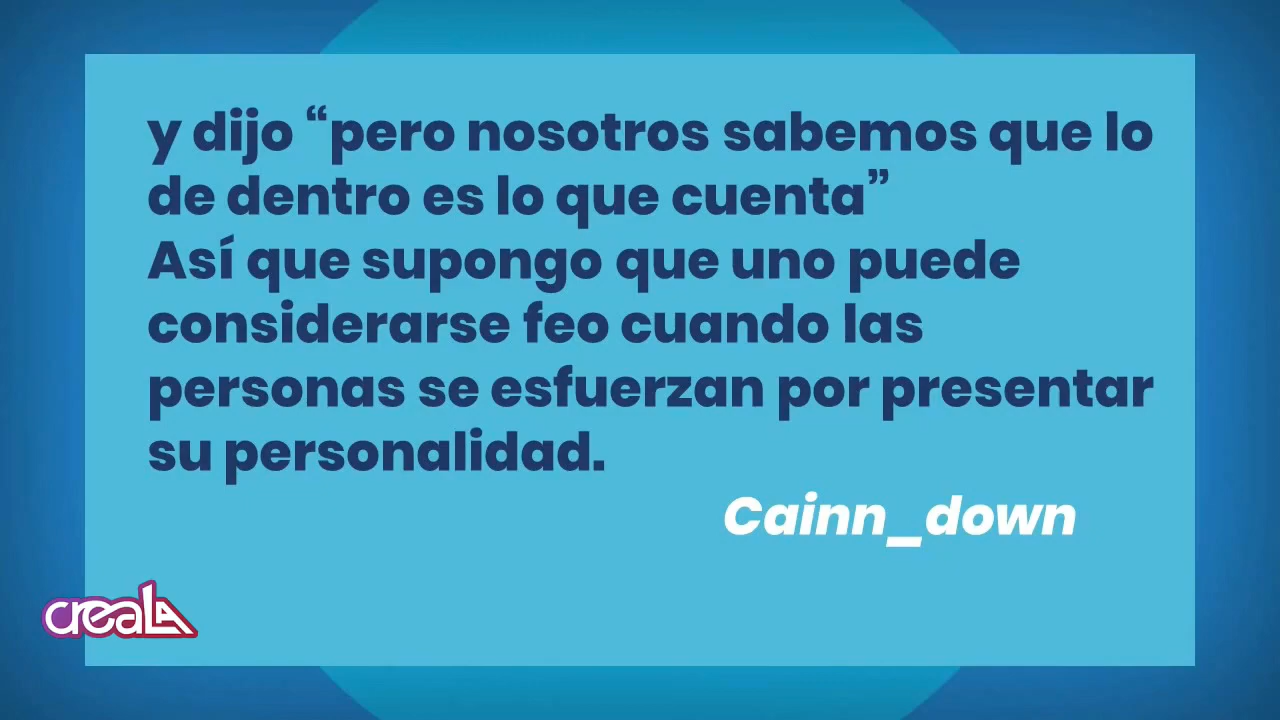 y dijo “pero nosotros sabemos que lo
de dentro es lo que cuenta”
Así que supongo que uno puede
considerarse feo cuando las
personas se esfuerzan por presentar
su personalidad.
Cainn_down
creaLA